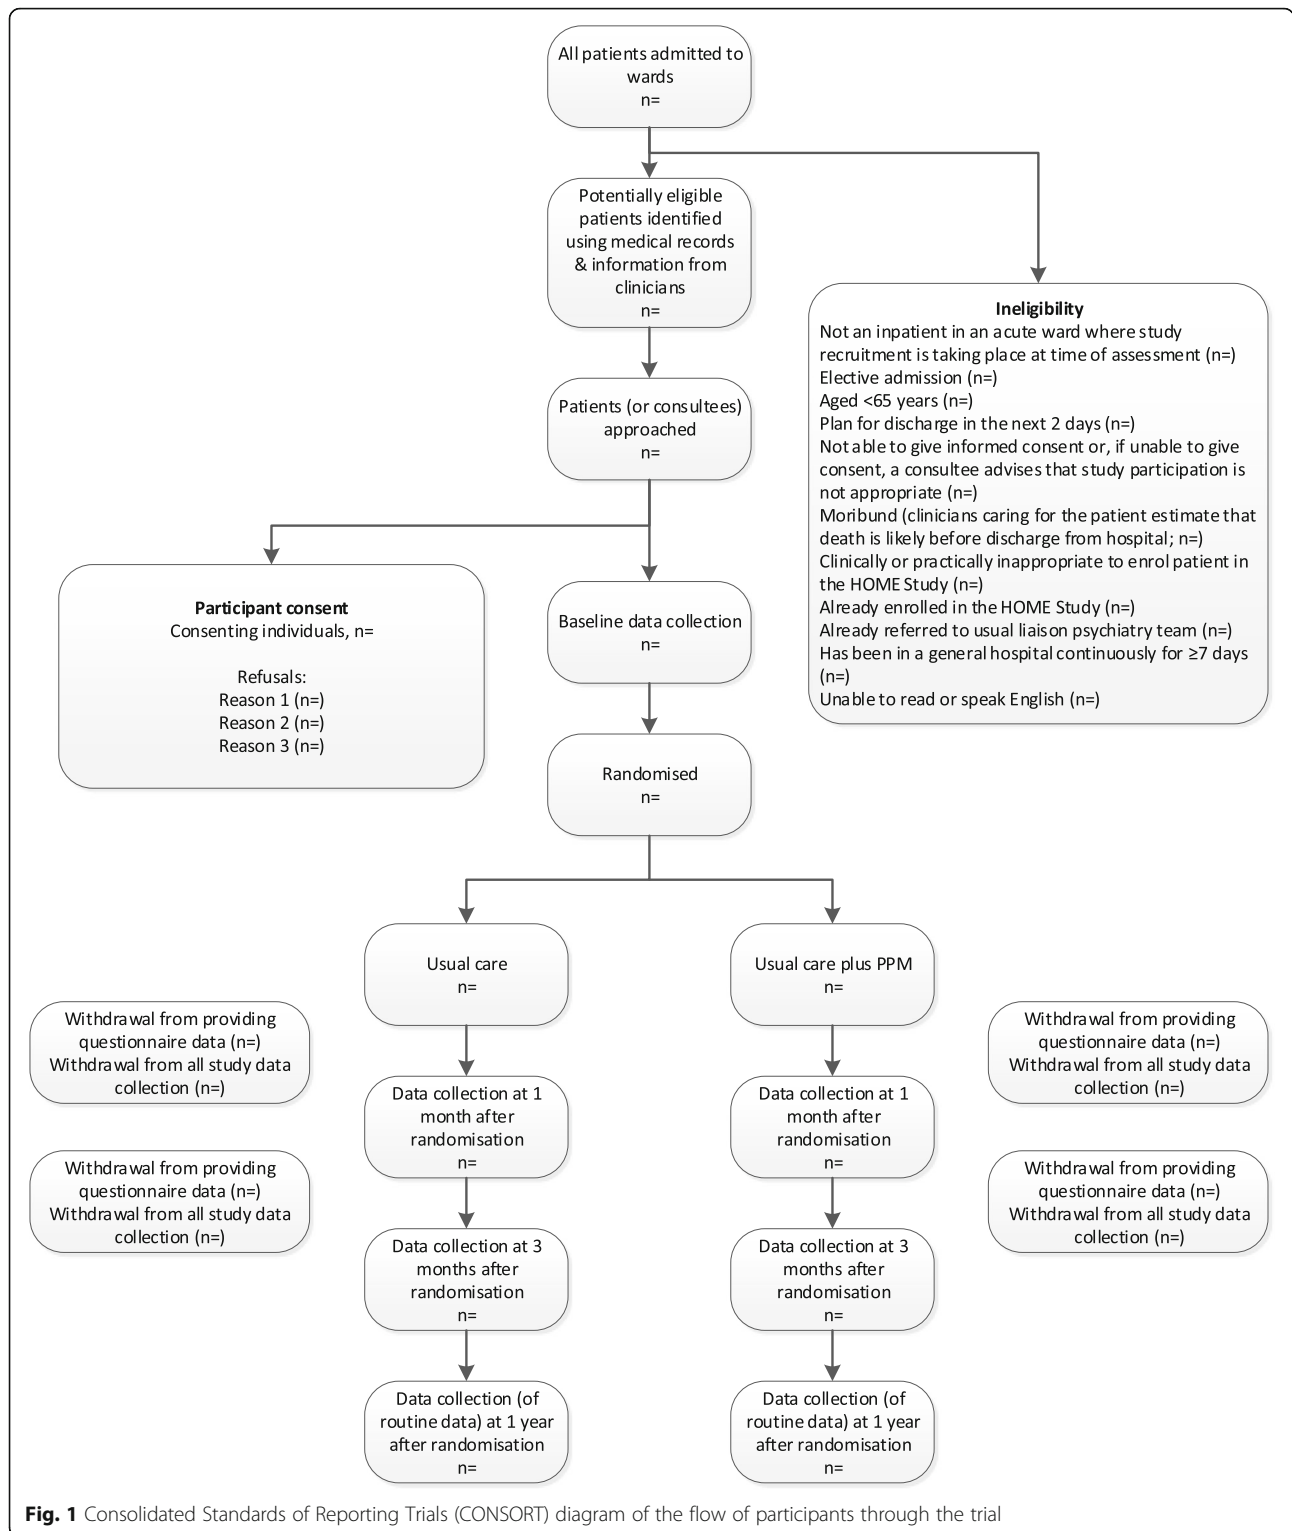 All patients admitted to
wards
n=
Potentially eligible
patients identified
using medical records
& information from
clinicians
n=
Ineligibility
Not an inpatient in an acute ward where study
recruitment is taking place at time of assessment (n=)
Elective admission (n=)
Aged <65 years (n=)
Plan for discharge in the next 2 days (n=)
Not able to give informed consent or, if unable to give
consent, a consultee advises that study participation is
not appropriate (n=)
Moribund (clinicians caring for the patient estimate that
death is likely before discharge from hospital; n=)
Clinically or practically inappropriate to enrol patient in
the HOME Study (n=)
Already enrolled in the HOME Study (n=)
Already referred to usual liaison psychiatry team (n=)
Has been in a general hospital continuously for ≥7 days
(n=)
Unable to read or speak English (n=)
Patients (or consultees)
approached
n=
Participant consent
Consenting individuals, n=
Refusals:
Reason 1 (n=)
Reason 2 (n=)
Reason 3 (n=)
Baseline data collection
n=
Randomised
n=
Usual care
n=
Usual care plus PPM
n=
Withdrawal from providing
questionnaire data (n=)
Withdrawal from all study data
collection (n=)
Withdrawal from providing
questionnaire data (n=)
Withdrawal from all study data
collection (n=)
Data collection at 1
month after
randomisation
n=
Data collection at 1
month after
randomisation
n=
Withdrawal from providing
questionnaire data (n=)
Withdrawal from all study data
collection (n=)
Withdrawal from providing
questionnaire data (n=)
Withdrawal from all study data
collection (n=)
Data collection at 3
months after
randomisation
n=
Data collection at 3
months after
randomisation
n=
Data collection (of
routine data) at 1 year
after randomisation
n=
Data collection (of
routine data) at 1 year
after randomisation
n=
Fig. 1 Consolidated Standards of Reporting Trials (CONSORT) diagram of the flow of participants through the trial